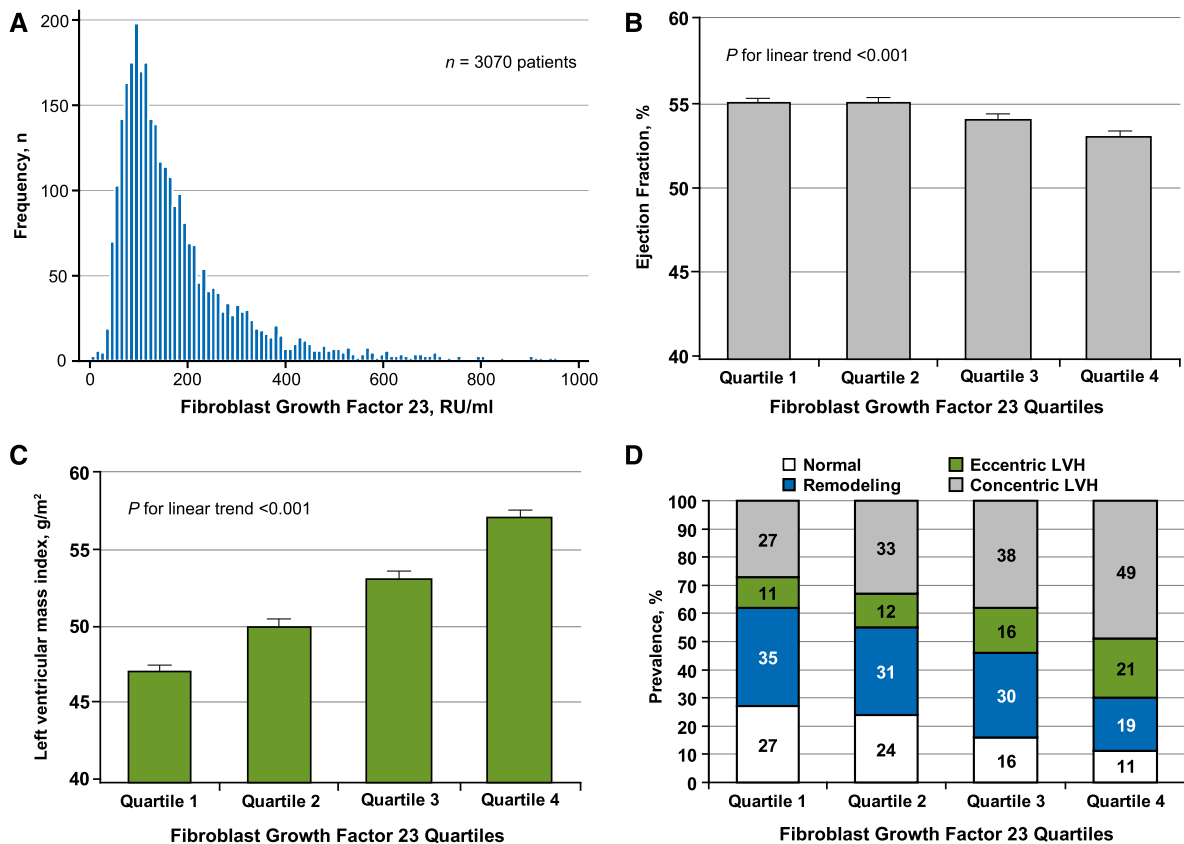 A
200
150
100
50
0
Frequency, n
n = 3070 patients
0 200 400 600 800 1000
Fibroblast Growth Factor 23, RU/ml
B
60
55
50
45
40
Ejection Fraction, %
P for linear trend <0.001
Quartile 1 Quartile 2 Quartile 3 Quartile 4
Fibroblast Growth Factor 23 Quartiles
C
60
55
50
45
40
Left ventricular mass index, g/m²
P for linear trend <0.001
Quartile 1 Quartile 2 Quartile 3 Quartile 4
Fibroblast Growth Factor 23 Quartiles
D
Normal Eccentric LVH
Remodeling Concentric LVH
100
90
80
70
60
50
40
30
20
10
0
Prevalence, %
27 33 38 49
11 12 16 21
35 31 30 19
27 24 16 11
Quartile 1 Quartile 2 Quartile 3 Quartile 4
Fibroblast Growth Factor 23 Quartiles